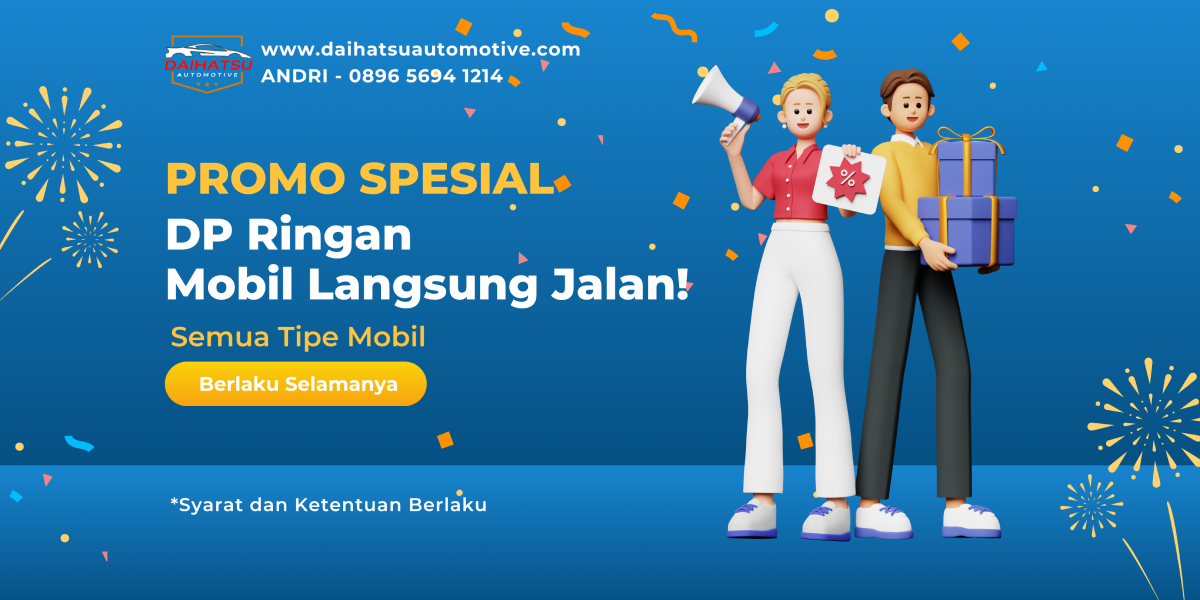 DAIHATSU
AUTOMOTIVE
www.daihatsuautomotive.com
ANDRI - 0896 5694 1214
PROMO SPESIAL
DP Ringan
Mobil Langsung Jalan!
Semua Tipe Mobil
Berlaku Selamanya
*Syarat dan Ketentuan Berlaku
%